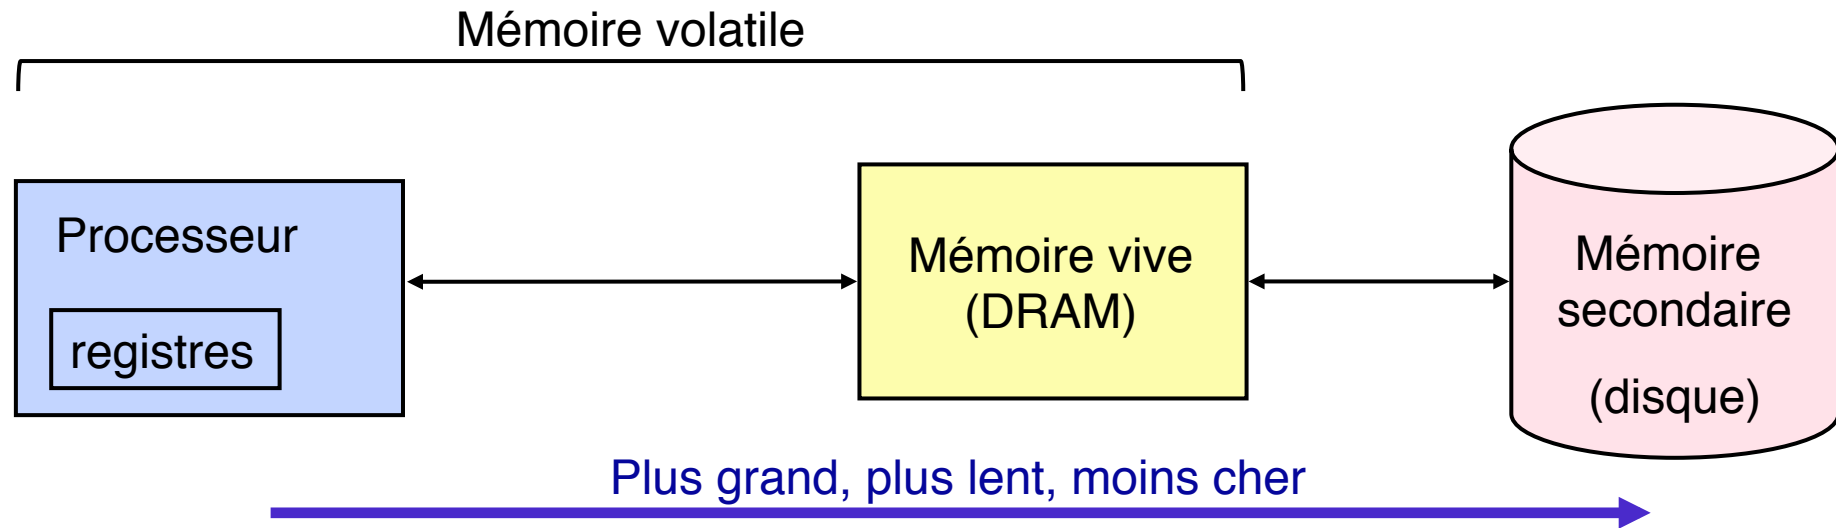 Mémoire volatile
Processeur
registres
Mémoire vive
(DRAM)
Mémoire
secondaire
(disque)
Plus grand, plus lent, moins cher